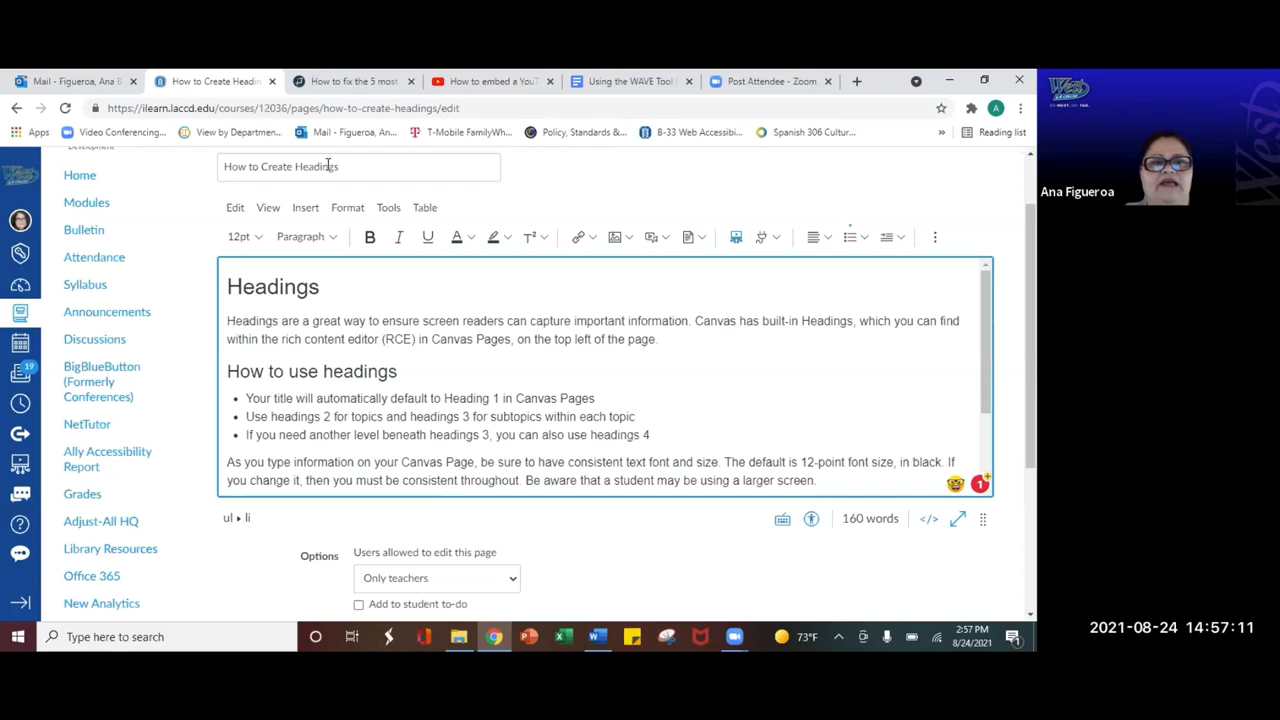 Mail - Figueroa, Ana B
How to Create Headin
How to fix the 5 most
How to embed a YouT
Using the WAVE Tool
Post Attendee - Zoom
https://ilearn.laccd.edu/courses/12036/pages/how-to-create-headings/edit
A
Apps
Video Conferencing...
View by Departmen...
Mail - Figueroa, An...
T-Mobile FamilyWh...
Policy, Standards &...
B-33 Web Accessibi...
Spanish 306 Cultur...
»
Reading list
How to Create Headings
Home
Modules
Bulletin
Attendance
Syllabus
Announcements
Discussions
BigBlueButton
(Formerly
Conferences)
NetTutor
Ally Accessibility
Report
Grades
Adjust-All HQ
Library Resources
Office 365
New Analytics
19
Edit View Insert Format Tools Table
12pt Paragraph B I U A T²
Headings
Headings are a great way to ensure screen readers can capture important information. Canvas has built-in Headings, which you can find
within the rich content editor (RCE) in Canvas Pages, on the top left of the page.
How to use headings
• Your title will automatically default to Heading 1 in Canvas Pages
• Use headings 2 for topics and headings 3 for subtopics within each topic
• If you need another level beneath headings 3, you can also use headings 4
As you type information on your Canvas Page, be sure to have consistent text font and size. The default is 12-point font size, in black. If
you change it, then you must be consistent throughout. Be aware that a student may be using a larger screen.
1
ul ▸ li
160 words
</>
Options
Users allowed to edit this page
Only teachers
Add to student to-do
Type here to search
73°F
2:57 PM
8/24/2021
West
Ana Figueroa
2021-08-24 14:57:11